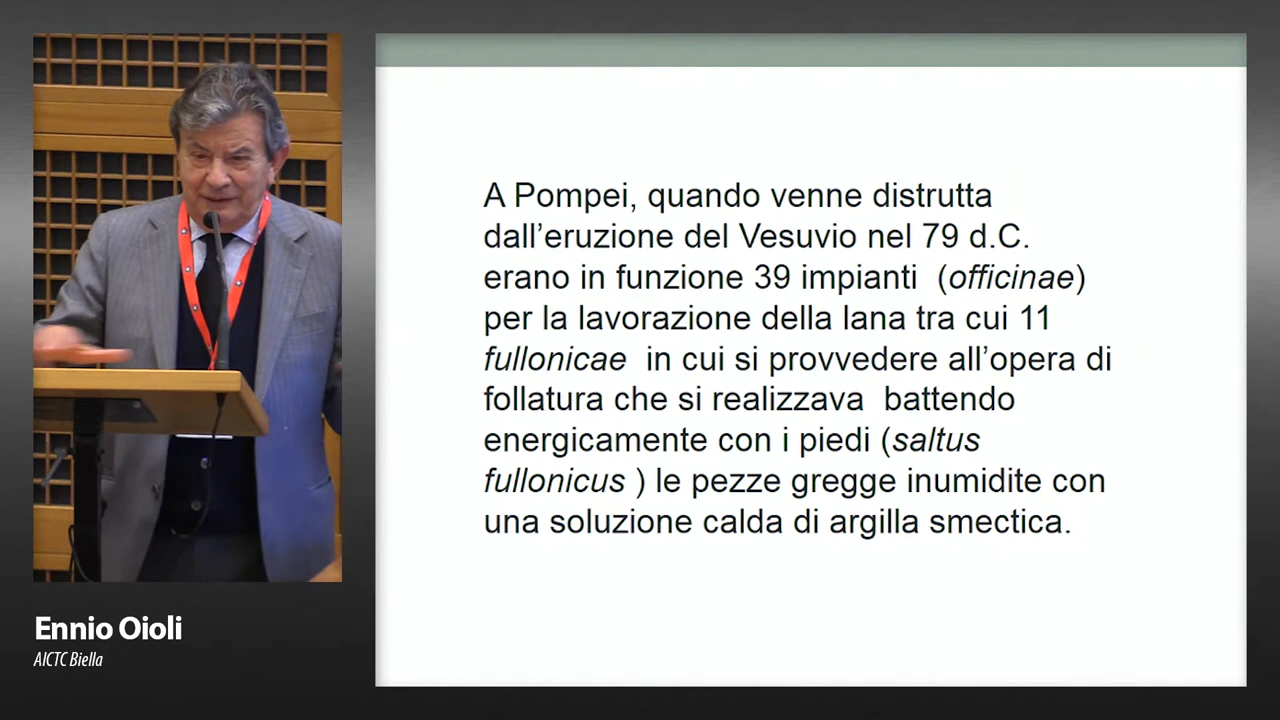 A Pompei, quando venne distrutta
dall’eruzione del Vesuvio nel 79 d.C.
erano in funzione 39 impianti (officinae)
per la lavorazione della lana tra cui 11
fullonicae in cui si provvedere all’opera di
follatura che si realizzava battendo
energicamente con i piedi (saltus
fullonicus ) le pezze gregge inumidite con
una soluzione calda di argilla smectica.
Ennio Oioli
AICTC Biella